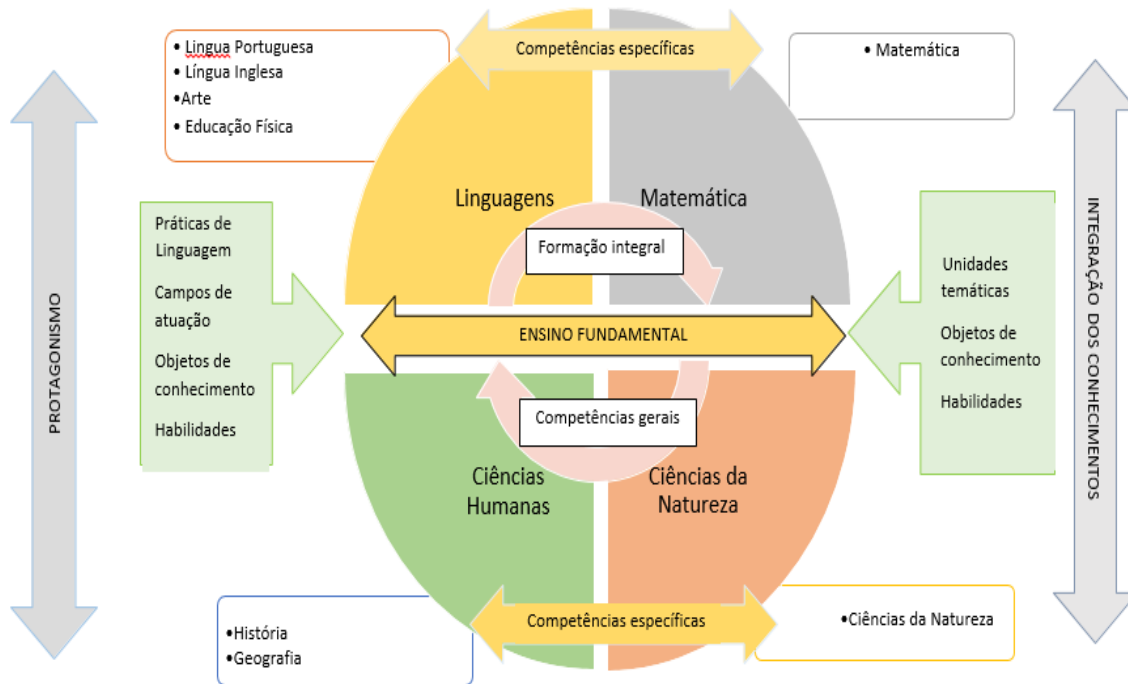 • Lingua Portuguesa
• Língua Inglesa
•Arte
• Educação Física
Competências específicas
• Matemática
Linguagens
Matemática
PROTAGONISMO
Práticas de
Linguagem
Campos de
atuação
Objetos de
conhecimento
Habilidades
Formação integral
ENSINO FUNDAMENTAL
Competências gerais
Unidades
temáticas
Objetos de
conhecimento
Habilidades
INTEGRAÇÃO DOS CONHECIMENTOS
Ciências
Humanas
Ciências da
Natureza
•História
•Geografia
Competências específicas
•Ciências da Natureza